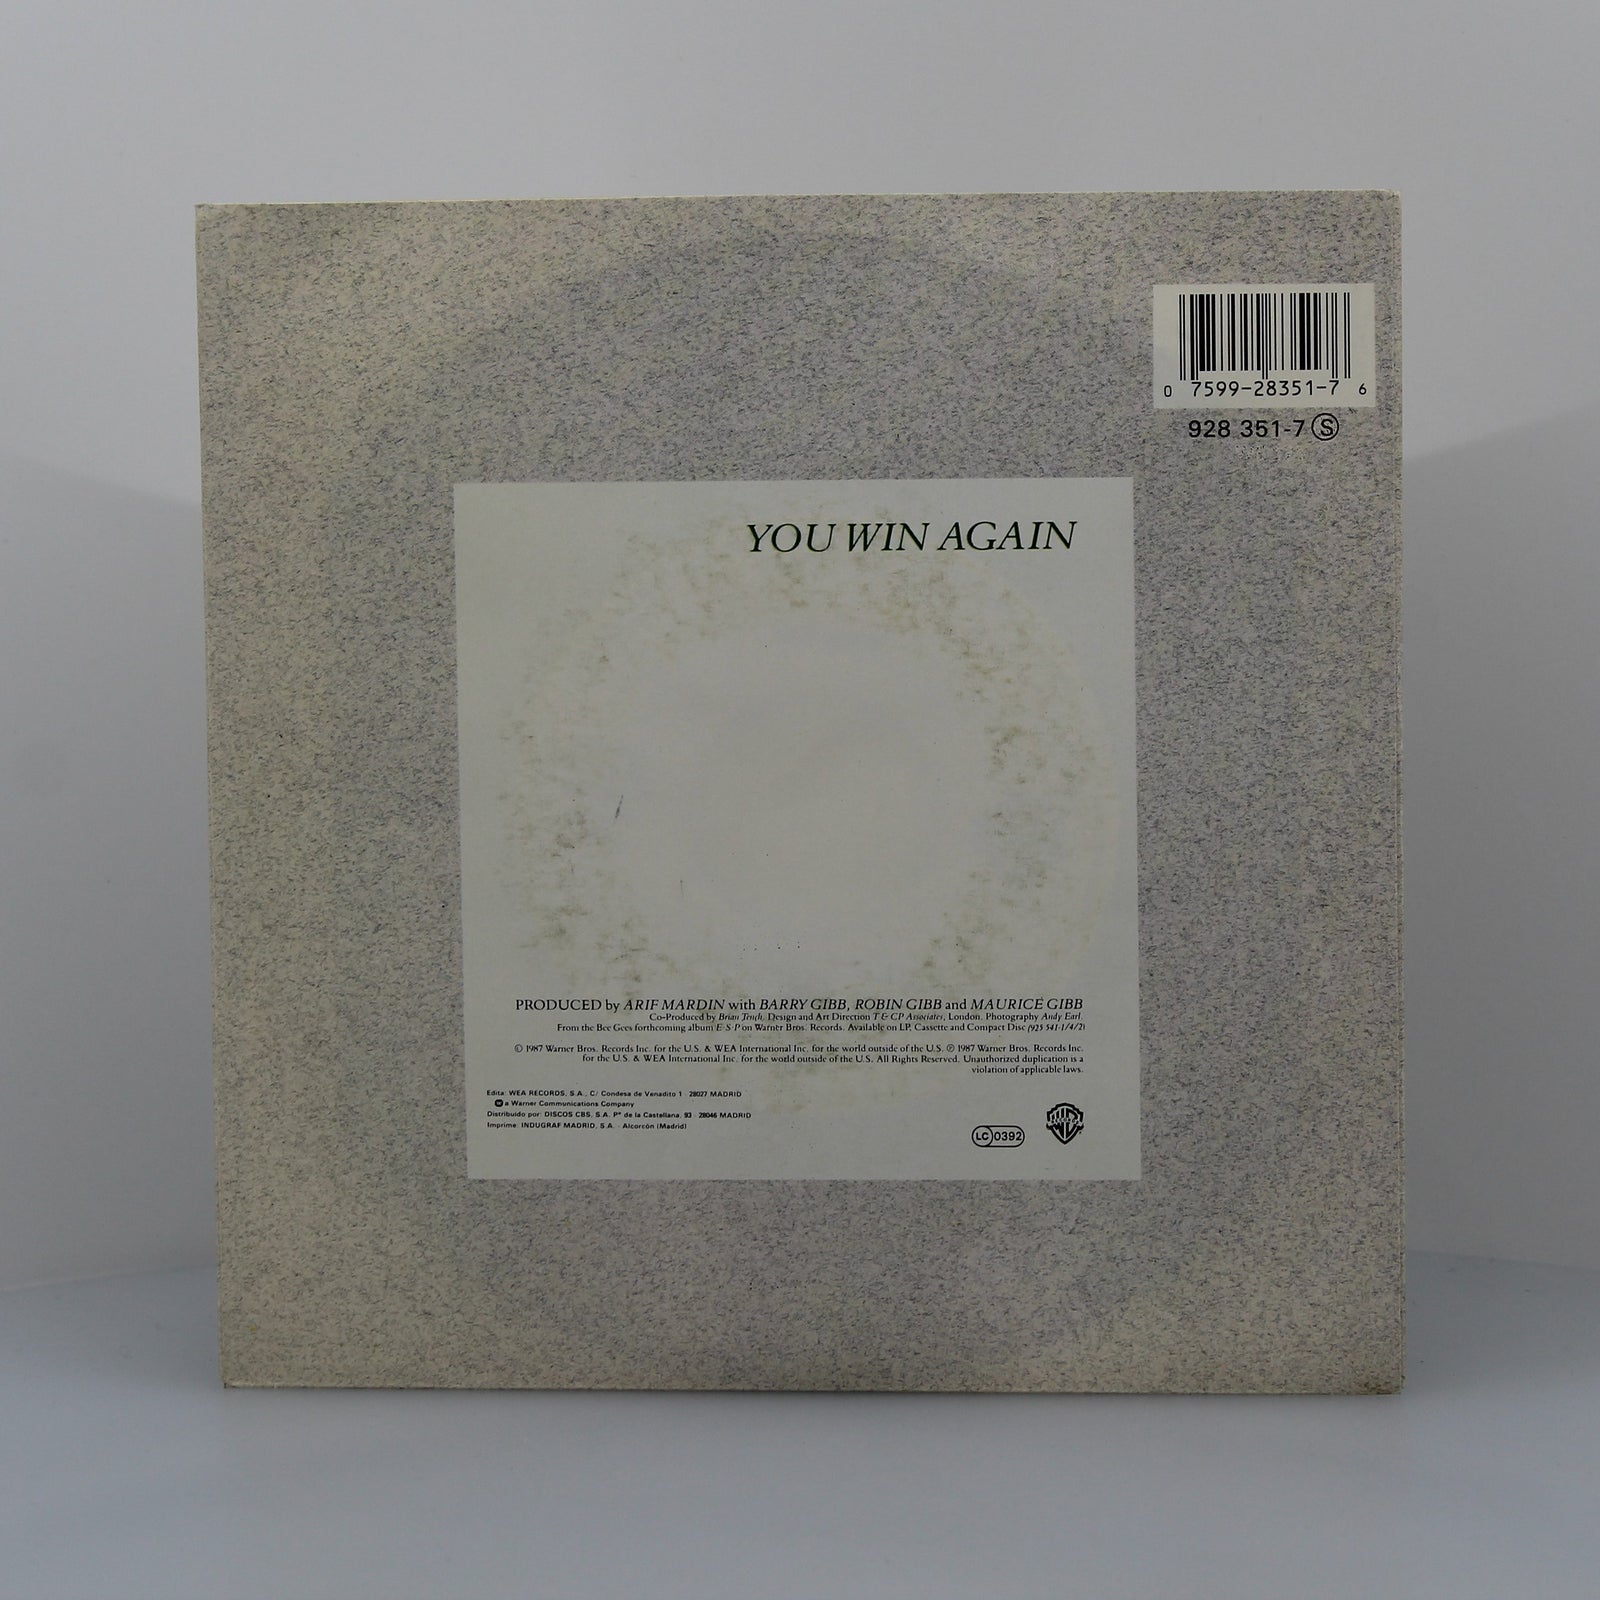 0 7599-28351-7 6
928 351-7 Ⓢ
YOU WIN AGAIN
PRODUCED by ARIF MARDIN with BARRY GIBB, ROBIN GIBB and MAURICE GIBB
Co-Produced by Brian Tench. Design and Art Direction T & CP Associates, London. Photography Andy Earl.
From the Bee Gees forthcoming album E·S·P on Warner Bros. Records. Available on LP, Cassette and Compact Disc (925 541-1/4/2)
© 1987 Warner Bros. Records Inc. for the U.S. & WEA International Inc. for the world outside of the U.S. ℗ 1987 Warner Bros. Records Inc.
for the U.S. & WEA International Inc. for the world outside of the U.S. All Rights Reserved. Unauthorized duplication is a
violation of applicable laws.
Edita: WEA RECORDS, S.A., C/ Condesa de Venadito 1 · 28027 MADRID
a Warner Communications Company
Distribuido por: DISCOS CBS, S.A. Pº de la Castellana, 93 · 28046 MADRID
Imprime: INDUGRAF MADRID, S.A. · Alcorcón (Madrid)
LC 0392